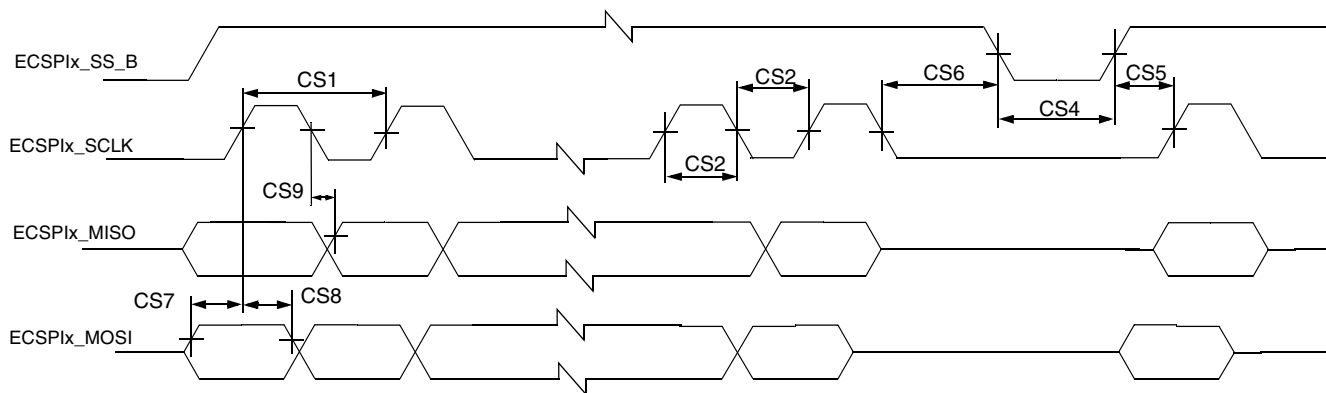 ECSPIx_SS_B
CS1
CS2
CS6
CS5
CS4
ECSPIx_SCLK
CS2
CS9
ECSPIx_MISO
CS7
CS8
ECSPIx_MOSI